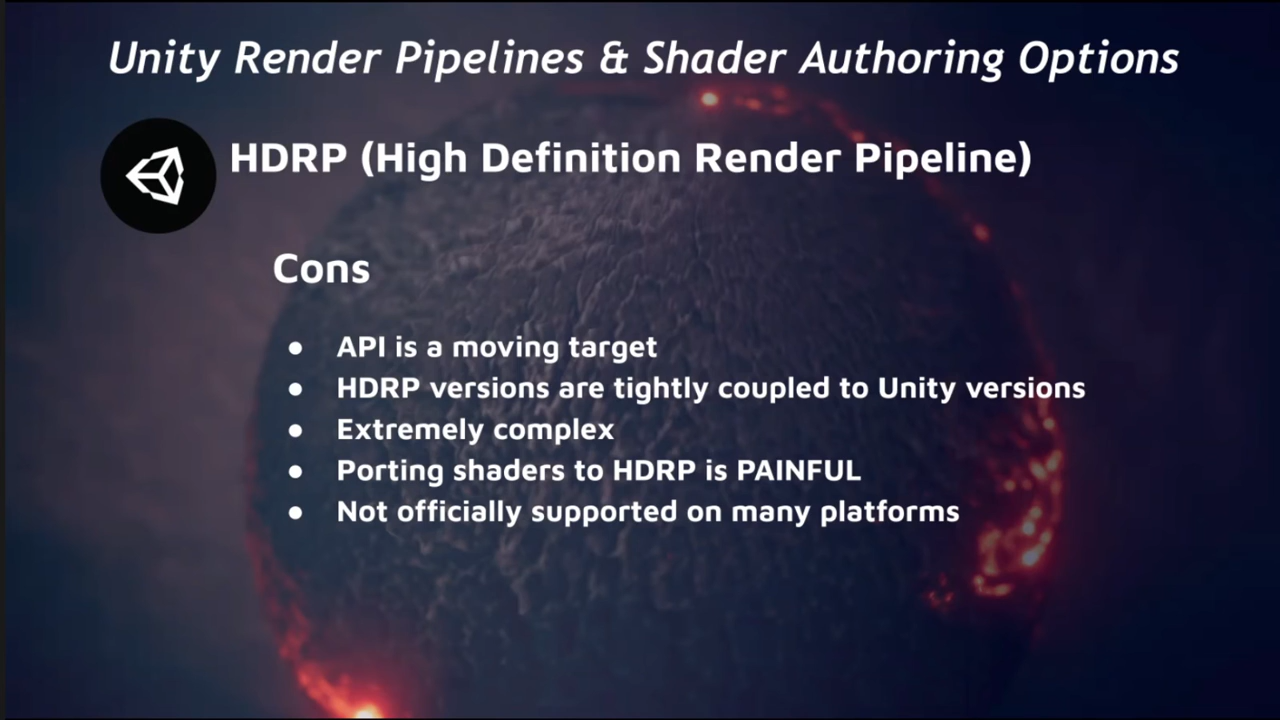 Unity Render Pipelines & Shader Authoring Options
HDRP (High Definition Render Pipeline)
Cons
● API is a moving target
● HDRP versions are tightly coupled to Unity versions
● Extremely complex
● Porting shaders to HDRP is PAINFUL
● Not officially supported on many platforms